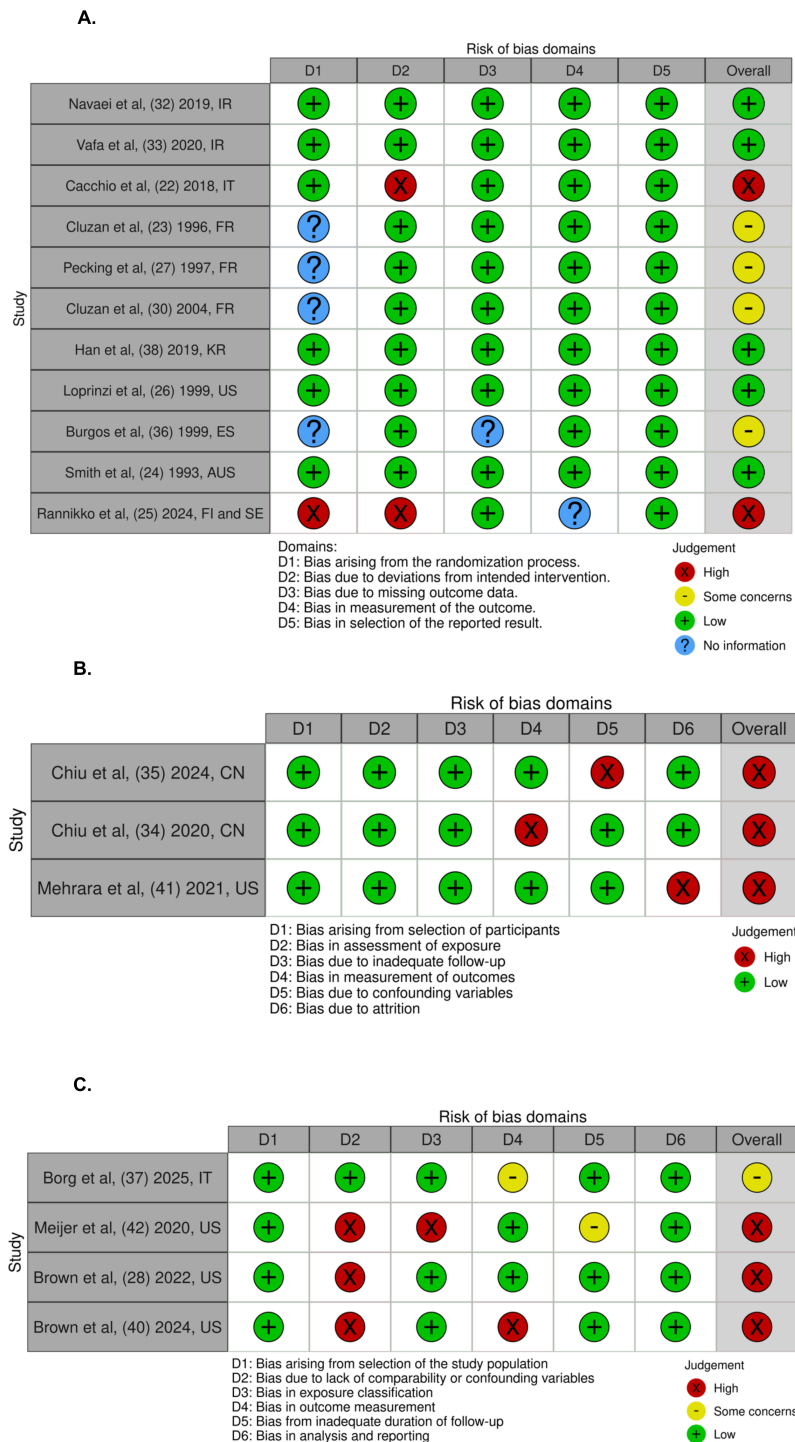 A.
Risk of bias domains
D1 D2 D3 D4 D5 Overall
Study
Navaei et al, (32) 2019, IR + + + + + +
Vafa et al, (33) 2020, IR + + + + + +
Cacchio et al, (22) 2018, IT + X + + + X
Cluzan et al, (23) 1996, FR ? + + + + -
Pecking et al, (27) 1997, FR ? + + + + -
Cluzan et al, (30) 2004, FR ? + + + + -
Han et al, (38) 2019, KR + + + + + +
Loprinzi et al, (26) 1999, US + + + + + +
Burgos et al, (36) 1999, ES ? + ? + + -
Smith et al, (24) 1993, AUS + + + + + +
Rannikko et al, (25) 2024, FI and SE X X + ? + X
Domains:
D1: Bias arising from the randomization process.
D2: Bias due to deviations from intended intervention.
D3: Bias due to missing outcome data.
D4: Bias in measurement of the outcome.
D5: Bias in selection of the reported result.
Judgement
X High
- Some concerns
+ Low
? No information
B.
Risk of bias domains
D1 D2 D3 D4 D5 D6 Overall
Study
Chiu et al, (35) 2024, CN + + + + X + X
Chiu et al, (34) 2020, CN + + + X + + X
Mehrara et al, (41) 2021, US + + + + + X X
D1: Bias arising from selection of participants
D2: Bias in assessment of exposure
D3: Bias due to inadequate follow-up
D4: Bias in measurement of outcomes
D5: Bias due to confounding variables
D6: Bias due to attrition
Judgement
X High
+ Low
C.
Risk of bias domains
D1 D2 D3 D4 D5 D6 Overall
Study
Borg et al, (37) 2025, IT + + + - + + -
Meijer et al, (42) 2020, US + X X + - + X
Brown et al, (28) 2022, US + X + + + + X
Brown et al, (40) 2024, US + X + X + + X
D1: Bias arising from selection of the study population
D2: Bias due to lack of comparability or confounding variables
D3: Bias in exposure classification
D4: Bias in outcome measurement
D5: Bias from inadequate duration of follow-up
D6: Bias in analysis and reporting
Judgement
X High
- Some concerns
+ Low